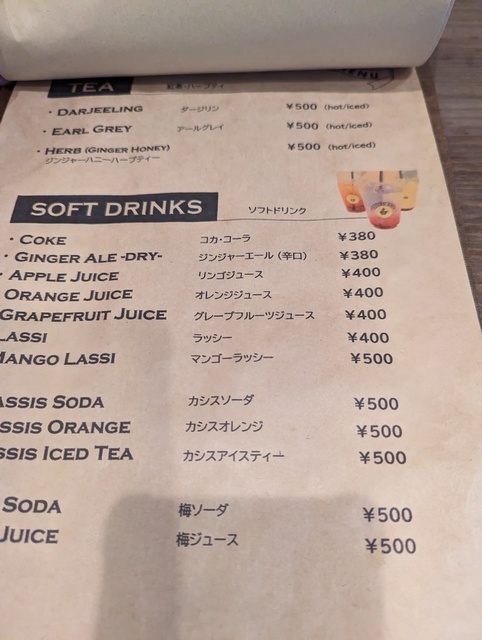 TEA 紅茶・ハーブティ
・DARJEELING ダージリン ¥500 (hot/iced)
・EARL GREY アールグレイ ¥500 (hot/iced)
・HERB (GINGER HONEY) ¥500 (hot/iced)
ジンジャーハニーハーブティー
SOFT DRINKS ソフトドリンク
・COKE コカ・コーラ ¥380
・GINGER ALE -DRY- ジンジャーエール (辛口) ¥380
・APPLE JUICE リンゴジュース ¥400
ORANGE JUICE オレンジジュース ¥400
GRAPEFRUIT JUICE グレープフルーツジュース ¥400
LASSI ラッシー ¥400
MANGO LASSI マンゴーラッシー ¥500
ASSIS SODA カシスソーダ ¥500
SSIS ORANGE カシスオレンジ ¥500
SSIS ICED TEA カシスアイスティー ¥500
SODA 梅ソーダ ¥500
JUICE 梅ジュース ¥500